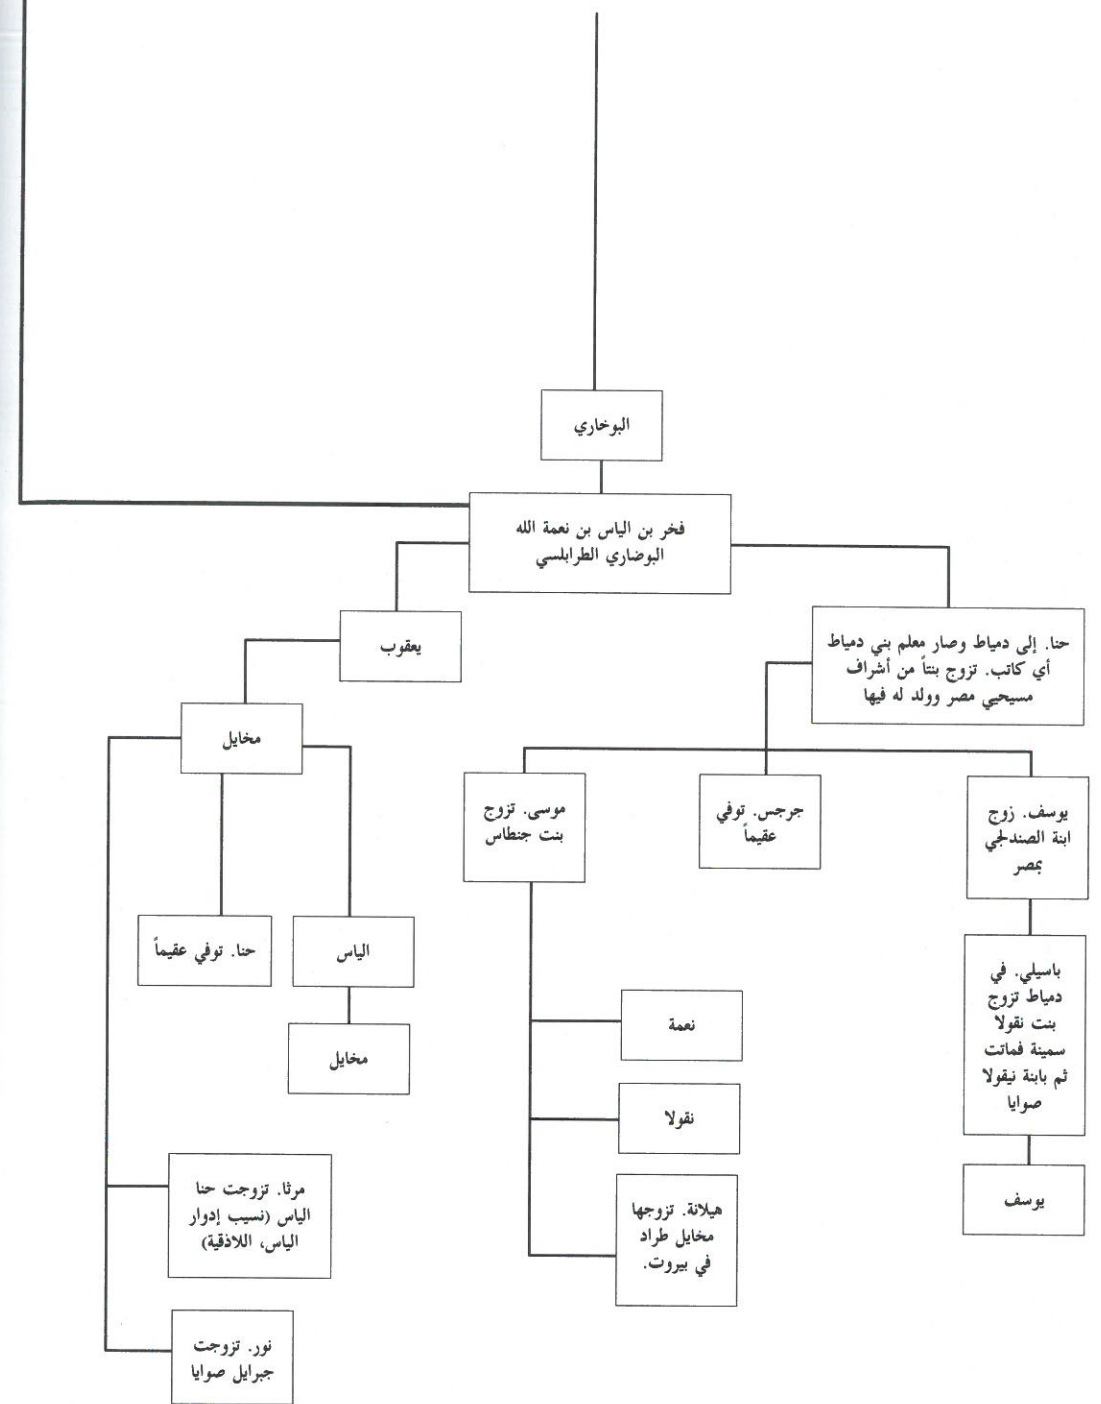 البوخاري
فخر بن الياس بن نعمة الله
البوضاري الطرابلسي
حنا. إلى دمياط وصار معلم بني دمياط
أي كاتب. تزوج بنتاً من أشراف
مسيحيي مصر وولد له فيها
يعقوب
مخايل
يوسف. زوج
ابنة الصندلجي
بمصر
جرجس. توفي
عقيماً
موسى. تزوج
بنت جنطاس
باسيلي. في
دمياط تزوج
بنت نقولا
سمينة فماتت
ثم بابنة نيقولا
صوايا
يوسف
نعمة
نقولا
هيلانة. تزوجها
مخايل طراد
في بيروت.
الياس
حنا. توفي عقيماً
مخايل
مرثا. تزوجت حنا
الياس (نسيب إدوار
الياس، اللاذقية)
نور. تزوجت
جبرايل صوايا